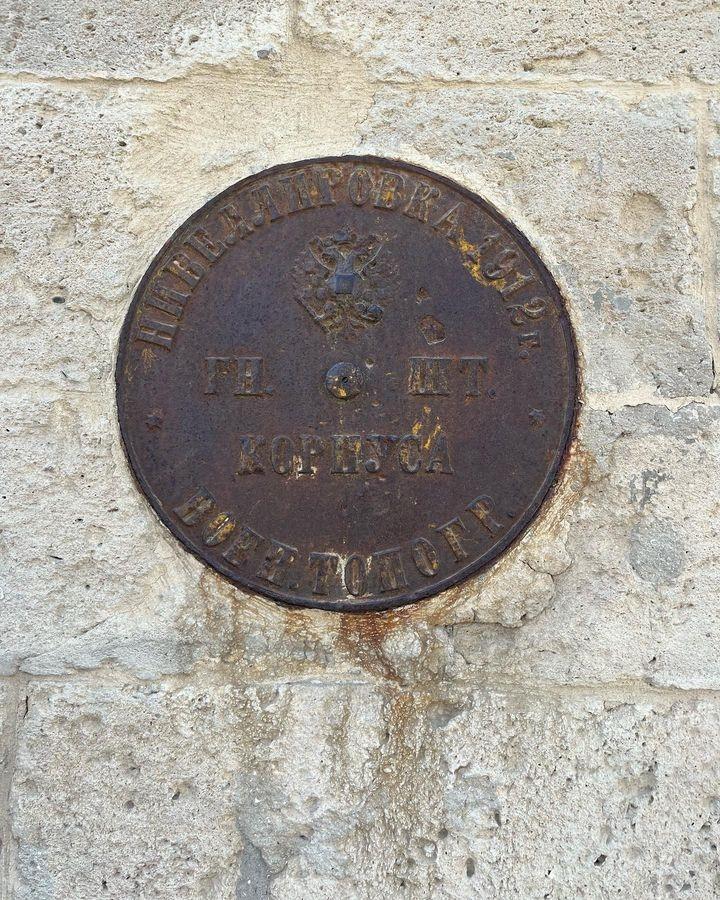 НИВЕЛЛИРОВКА 1912 г.
ГЛ. ШТ.
КОРПУСА
ВОЕН. ТОПОГР.